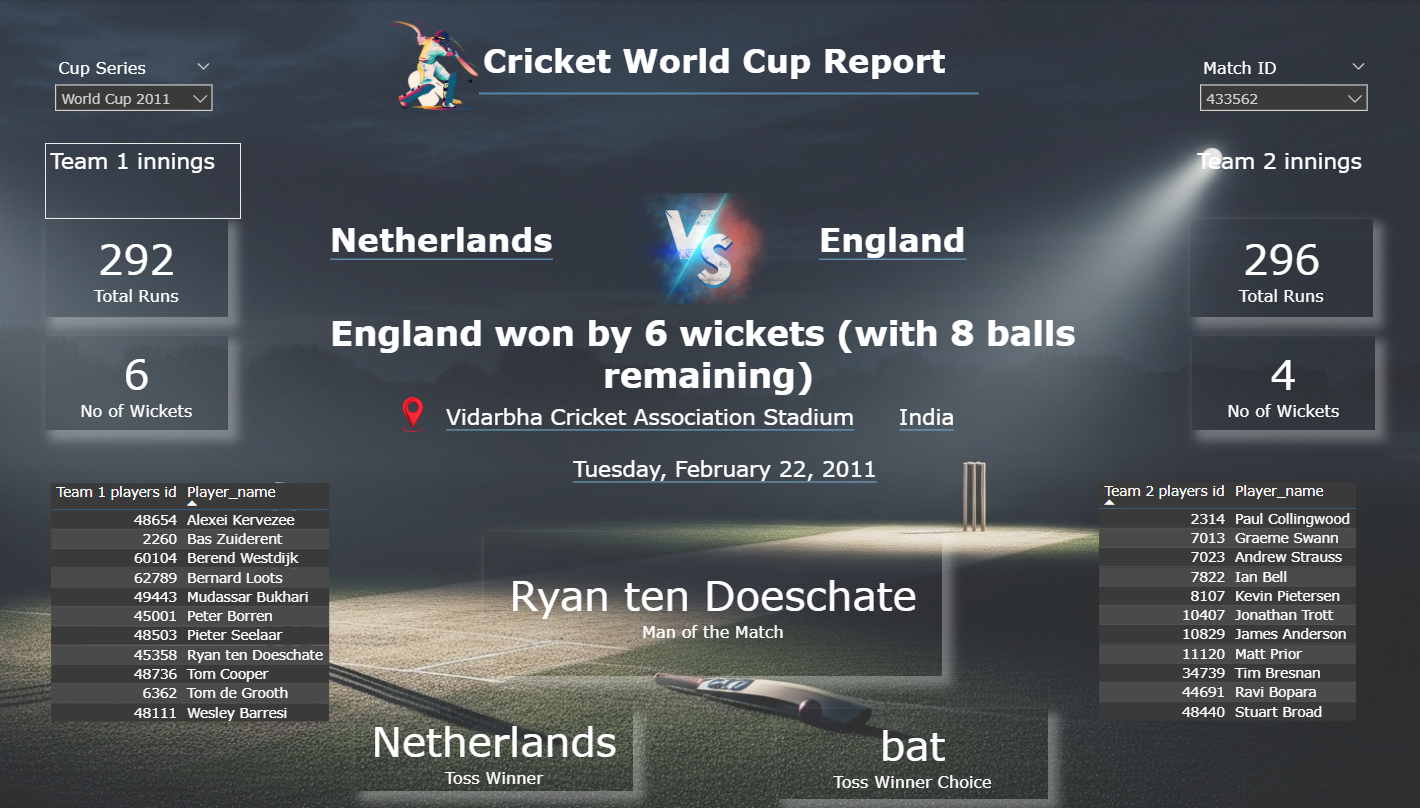 Cricket World Cup Report
Cup Series
World Cup 2011
Match ID
433562
Team 1 innings
Team 2 innings
292
Total Runs
6
No of Wickets
Netherlands
VS
England
296
Total Runs
4
No of Wickets
England won by 6 wickets (with 8 balls
remaining)
Vidarbha Cricket Association Stadium
India
Tuesday, February 22, 2011
Team 1 players id Player_name
48654 Alexei Kervezee
2260 Bas Zuiderent
60104 Berend Westdijk
62789 Bernard Loots
49443 Mudassar Bukhari
45001 Peter Borren
48503 Pieter Seelaar
45358 Ryan ten Doeschate
48736 Tom Cooper
6362 Tom de Grooth
48111 Wesley Barresi
Ryan ten Doeschate
Man of the Match
Team 2 players id Player_name
2314 Paul Collingwood
7013 Graeme Swann
7023 Andrew Strauss
7822 Ian Bell
8107 Kevin Pietersen
10407 Jonathan Trott
10829 James Anderson
11120 Matt Prior
34739 Tim Bresnan
44691 Ravi Bopara
48440 Stuart Broad
Netherlands
Toss Winner
bat
Toss Winner Choice